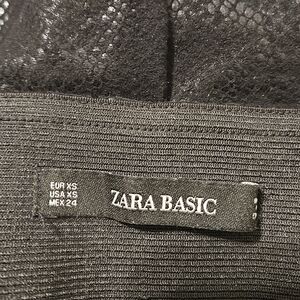 EUR XS
USA XS
MEX 24
ZARA BASIC